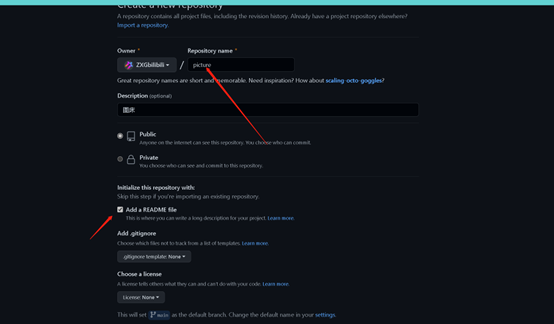 Create a new repository
A repository contains all project files, including the revision history. Already have a project repository elsewhere?
Import a repository.
Owner * Repository name *
ZXGbilibili / picture
Great repository names are short and memorable. Need inspiration? How about scaling-octo-goggles?
Description (optional)
图床
Public
Anyone on the internet can see this repository. You choose who can commit.
Private
You choose who can see and commit to this repository.
Initialize this repository with:
Skip this step if you're importing an existing repository.
Add a README file
This is where you can write a long description for your project. Learn more.
Add .gitignore
Choose which files not to track from a list of templates. Learn more.
.gitignore template: None
Choose a license
A license tells others what they can and can't do with your code. Learn more.
License: None
This will set main as the default branch. Change the default name in your settings.